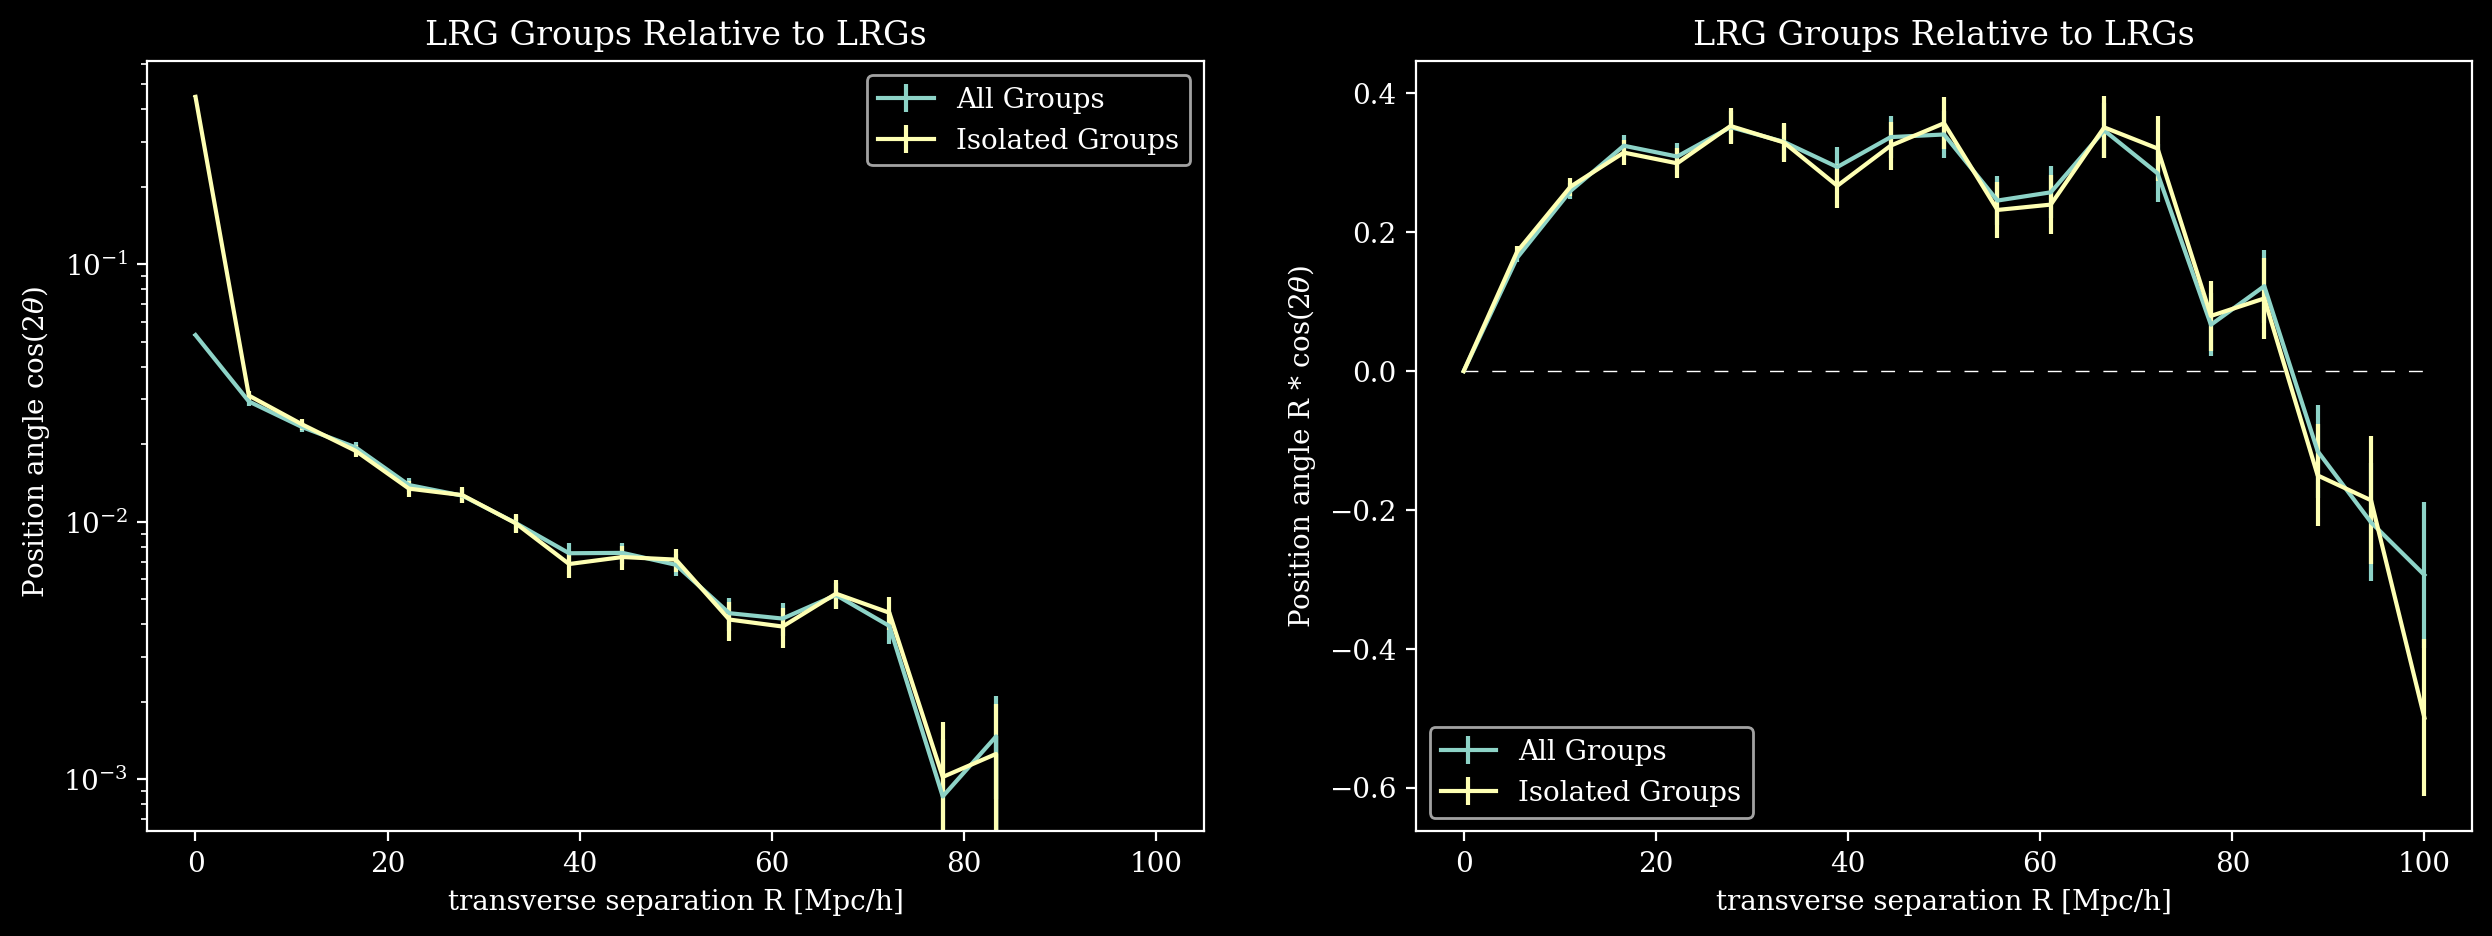 LRG Groups Relative to LRGs
All Groups
Isolated Groups
10⁻¹
10⁻²
10⁻³
Position angle cos(2θ)
0 20 40 60 80 100
transverse separation R [Mpc/h]
LRG Groups Relative to LRGs
0.4
0.2
0.0
−0.2
−0.4
−0.6
Position angle R * cos(2θ)
All Groups
Isolated Groups
0 20 40 60 80 100
transverse separation R [Mpc/h]